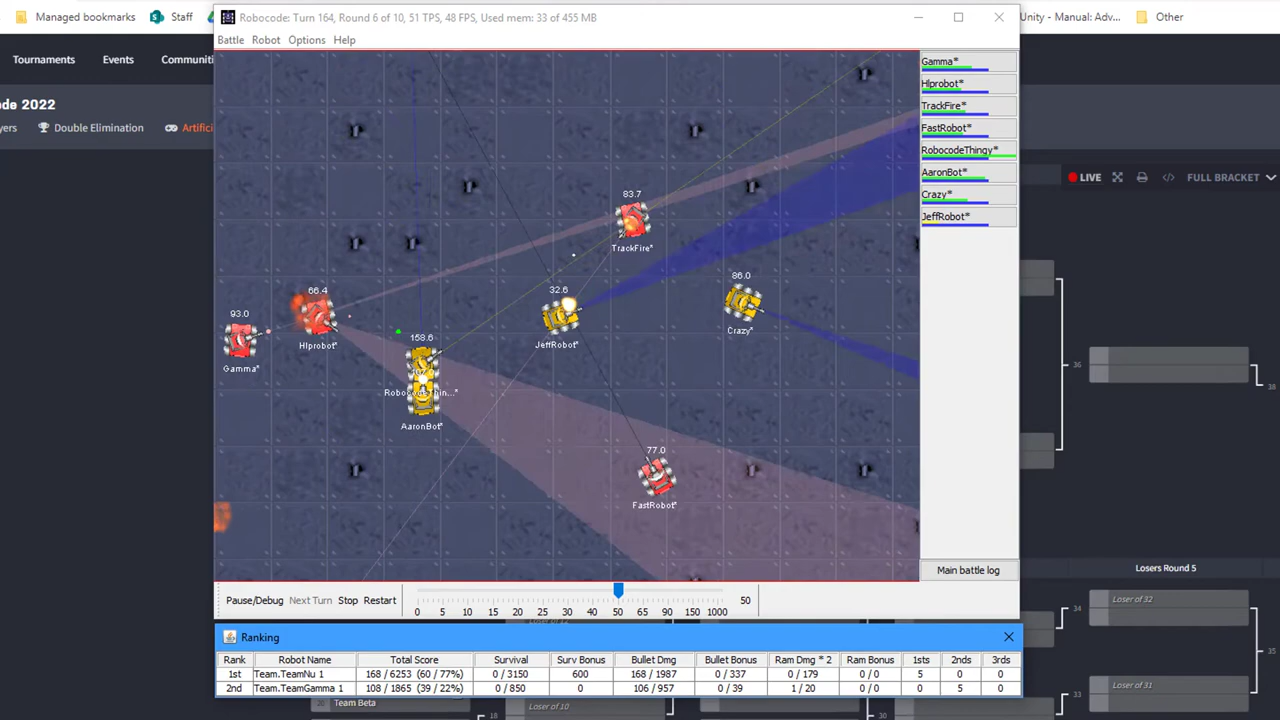 Managed bookmarks
Staff
Unity - Manual: Adv...
Other
Robocode: Turn 164, Round 6 of 10, 51 TPS, 48 FPS, Used mem: 33 of 455 MB
Battle Robot Options Help
Tournaments Events Communiti
ode 2022
yers Double Elimination Artific
LIVE FULL BRACKET
Gamma*
Hlprobot*
TrackFire*
FastRobot*
RobocodeThingy*
AaronBot*
Crazy*
JeffRobot*
83.7
TrackFire*
86.0
Crazy*
32.6
JeffRobot*
66.4
Hlprobot*
93.0
Gamma*
158.6
AaronBot*
77.0
FastRobot*
36
38
Main battle log
Losers Round 5
Pause/Debug Next Turn Stop Restart
0 5 10 15 20 25 30 40 50 65 90 150 1000
50
Loser of 32
34
35
Loser of 31
33
Ranking
Rank Robot Name Total Score Survival Surv Bonus Bullet Dmg Bullet Bonus Ram Dmg * 2 Ram Bonus 1sts 2nds 3rds
1st Team.TeamNu 1 168 / 6253 (60 / 77%) 0 / 3150 600 168 / 1987 0 / 337 0 / 179 0 / 0 5 0 0
2nd Team.TeamGamma 1 108 / 1865 (39 / 22%) 0 / 850 0 106 / 957 0 / 39 1 / 20 0 / 0 0 5 0
Team Beta
Loser of 10